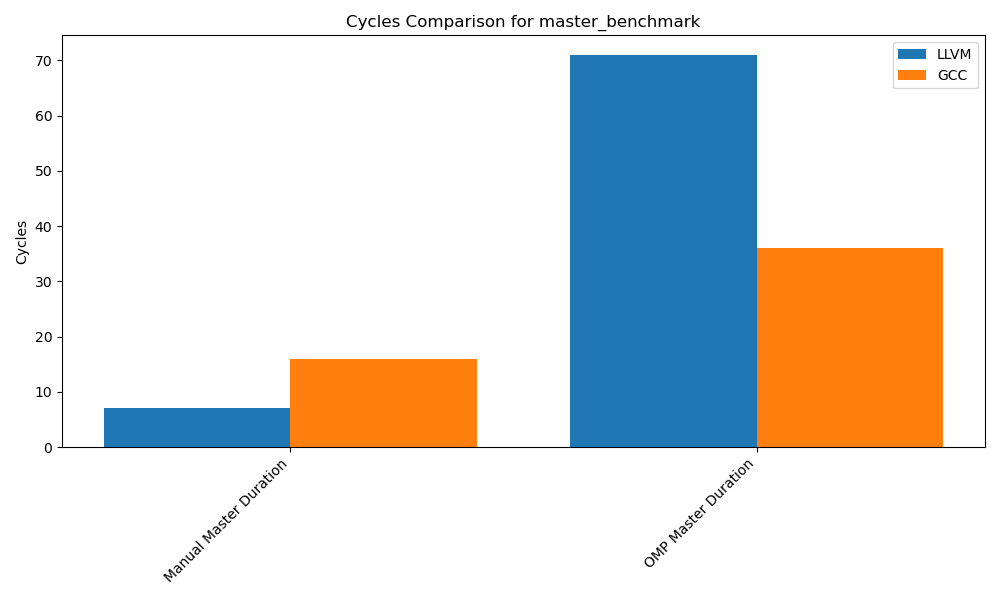 Cycles Comparison for master_benchmark
LLVM
GCC
Cycles
70
60
50
40
30
20
10
0
Manual Master Duration
OMP Master Duration